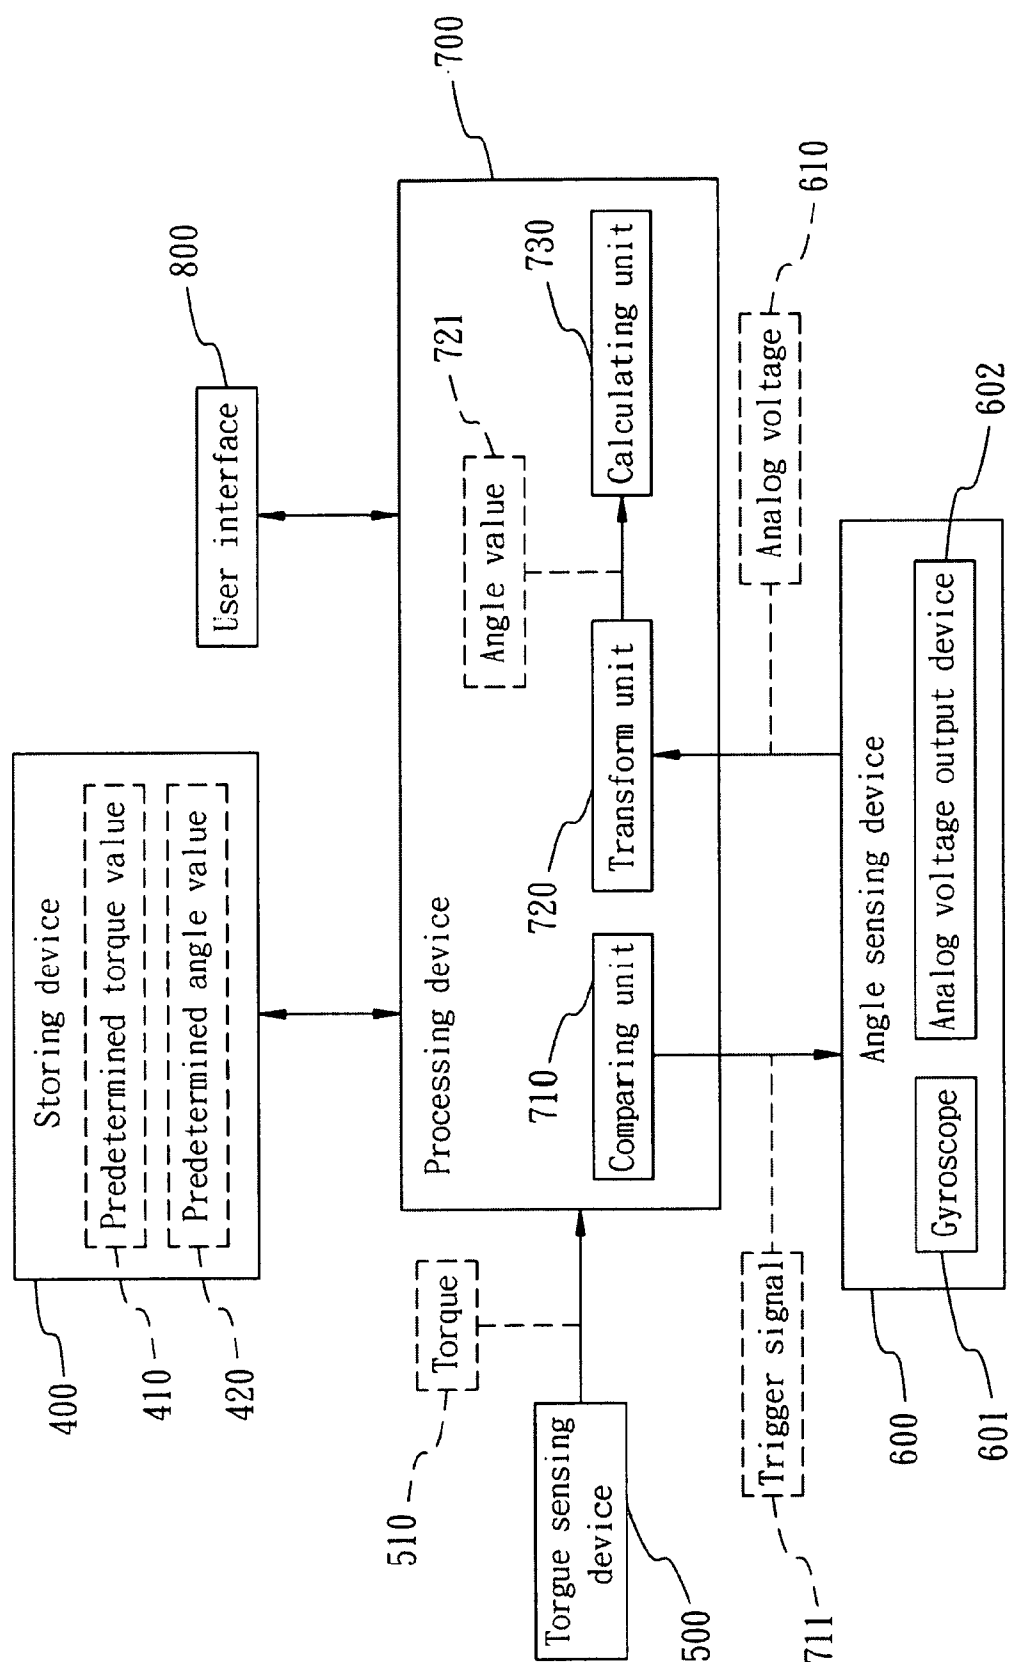 Storing device
Predetermined torque value
Predetermined angle value
400
410
420
User interface
800
700
Processing device
Angle value
721
510
Torque
Torgue sensing
device
500
710
Comparing unit
720
Transform unit
730
Calculating unit
Trigger signal
711
Analog voltage
610
Angle sensing device
600
Gyroscope
601
Analog voltage output device
602